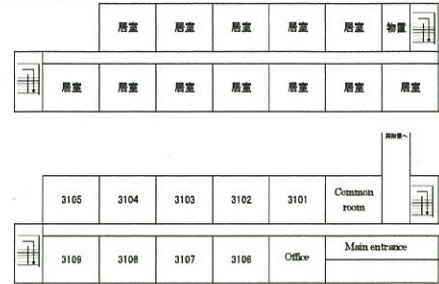 居室 居室 居室 居室 居室 物置
居室 居室 居室 居室 居室 居室 居室
3105 3104 3103 3102 3101 Common room
3109 3108 3107 3106 Office Main entrance